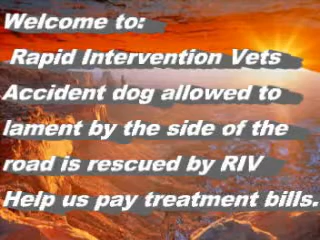 Welcome to:
Rapid Intervention Vets
Accident dog allowed to
lament by the side of the
road is rescued by RIV
Help us pay treatment bills.